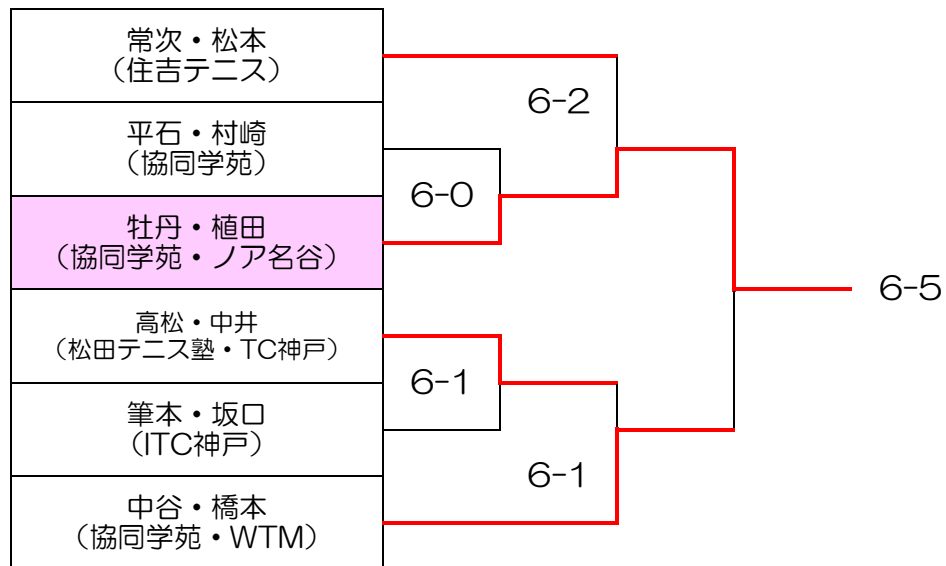 常次・松本
（住吉テニス）
平石・村崎
（協同学苑）
牡丹・植田
（協同学苑・ノア名谷）
高松・中井
（松田テニス塾・TC神戸）
筆本・坂口
（ITC神戸）
中谷・橋本
（協同学苑・WTM）
6-2
6-0
6-1
6-1
6-5